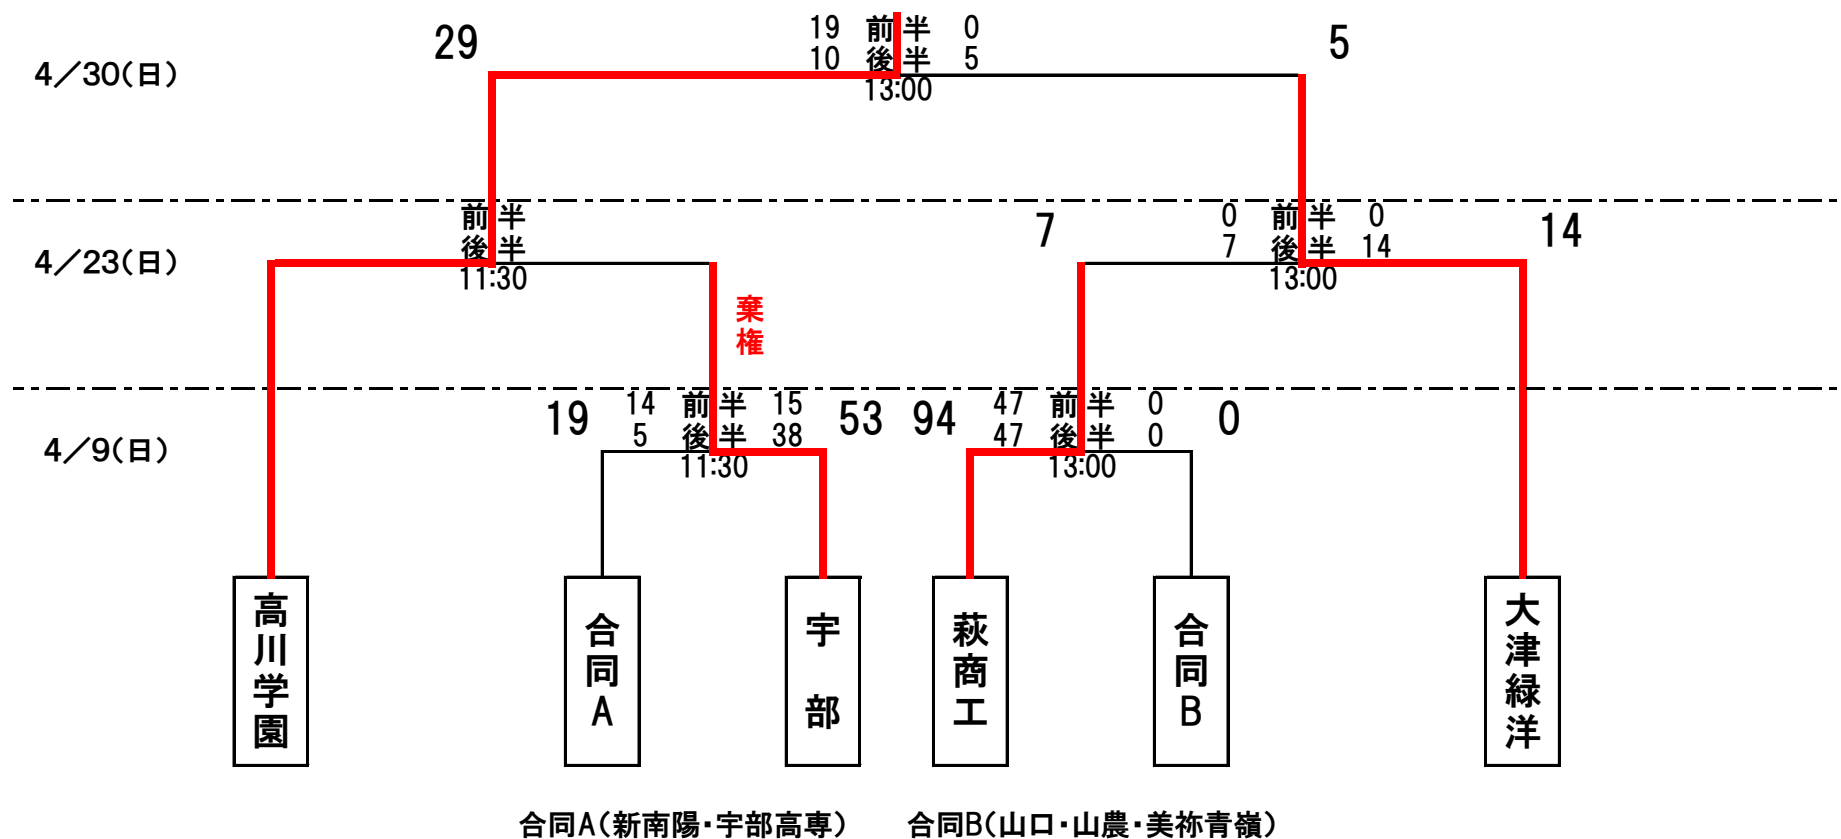 29
19 前半 0
5
4/30(日)
10 後半 5
13:00
前半
7
0 前半 0
14
4/23(日)
後半
7 後半 14
11:30
13:00
棄権
19
14 前半 15
53
94
47 前半 0
0
4/9(日)
5 後半 38
47 後半 0
11:30
13:00
高川学園
合同A
宇部
萩商工
合同B
大津緑洋
合同A(新南陽・宇部高専)
合同B(山口・山農・美祢青嶺)